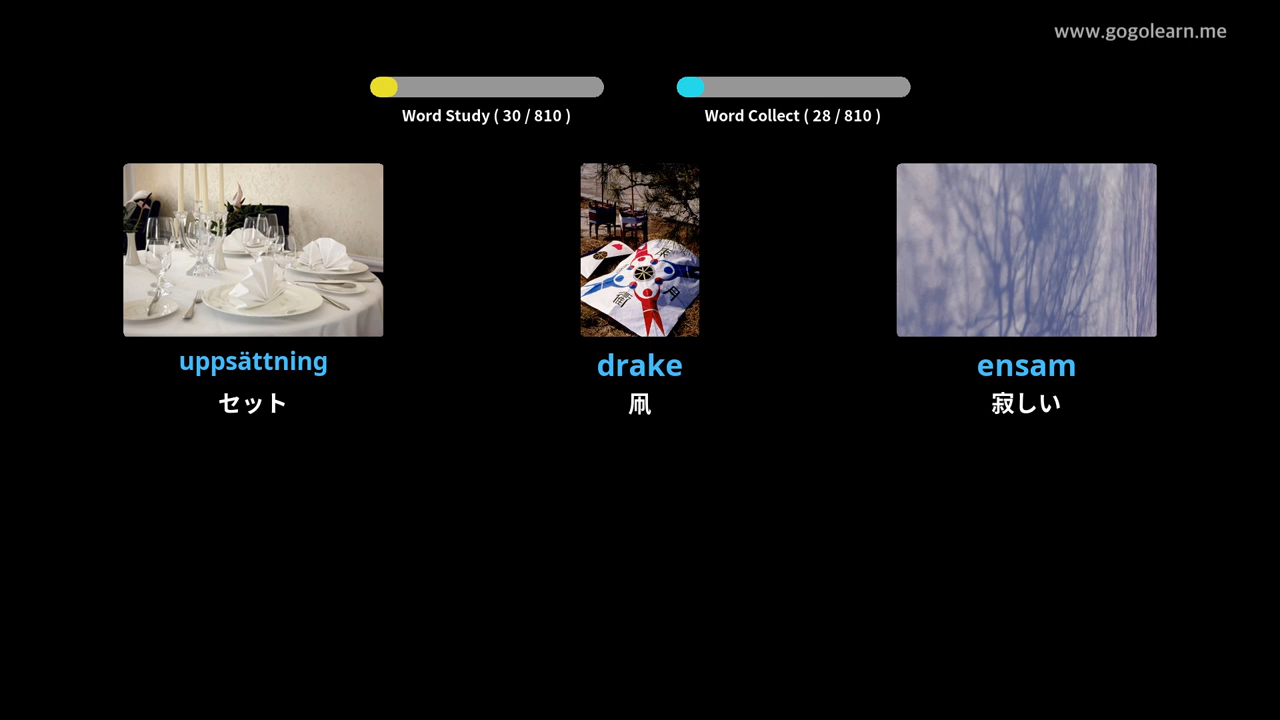 www.gogolearn.me
Word Study ( 30 / 810 )
Word Collect ( 28 / 810 )
uppsättning
drake
ensam
セット
凧
寂しい